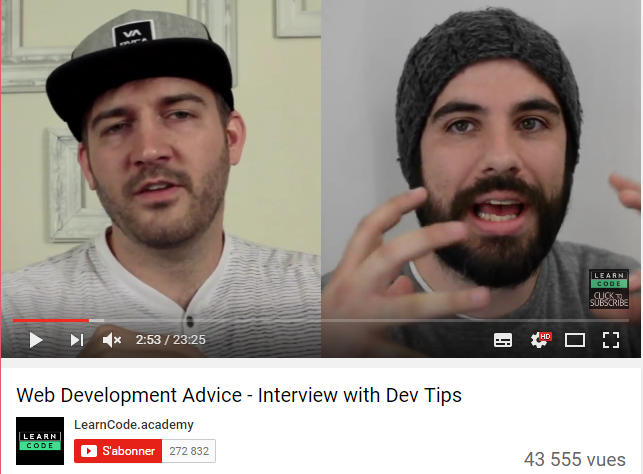 VA
RVCA
LEARN
CODE
CLICK TO
SUBSCRIBE
2:53 / 23:25
HD
Web Development Advice - Interview with Dev Tips
LEARN
CODE
LearnCode.academy
S'abonner
272 832
43 555 vues